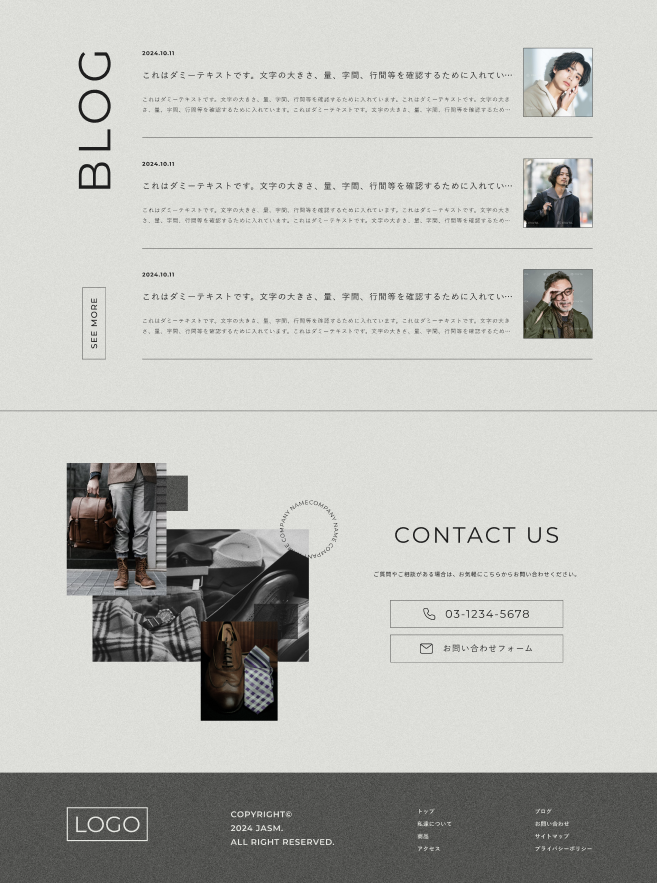 BLOG
2024.10.11
これはダミーテキストです。文字の大きさ、量、字間、行間等を確認するために入れてい…
これはダミーテキストです。文字の大きさ、量、字間、行間等を確認するために入れています。これはダミーテキストです。文字の大き
さ、量、字間、行間等を確認するために入れています。これはダミーテキストです。文字の大きさ、量、字間、行間等を確認するため…
2024.10.11
これはダミーテキストです。文字の大きさ、量、字間、行間等を確認するために入れてい…
これはダミーテキストです。文字の大きさ、量、字間、行間等を確認するために入れています。これはダミーテキストです。文字の大き
さ、量、字間、行間等を確認するために入れています。これはダミーテキストです。文字の大きさ、量、字間、行間等を確認するため…
2024.10.11
これはダミーテキストです。文字の大きさ、量、字間、行間等を確認するために入れてい…
これはダミーテキストです。文字の大きさ、量、字間、行間等を確認するために入れています。これはダミーテキストです。文字の大き
さ、量、字間、行間等を確認するために入れています。これはダミーテキストです。文字の大きさ、量、字間、行間等を確認するため…
SEE MORE
COMPANY NAMECOMPANY NAME COMPANY
CONTACT US
ご質問やご相談がある場合は、お気軽にこちらからお問い合わせください。
03-1234-5678
お問い合わせフォーム
LOGO
COPYRIGHT©
2024 JASM.
ALL RIGHT RESERVED.
トップ
私達について
商品
アクセス
ブログ
お問い合わせ
サイトマップ
プライバシーポリシー